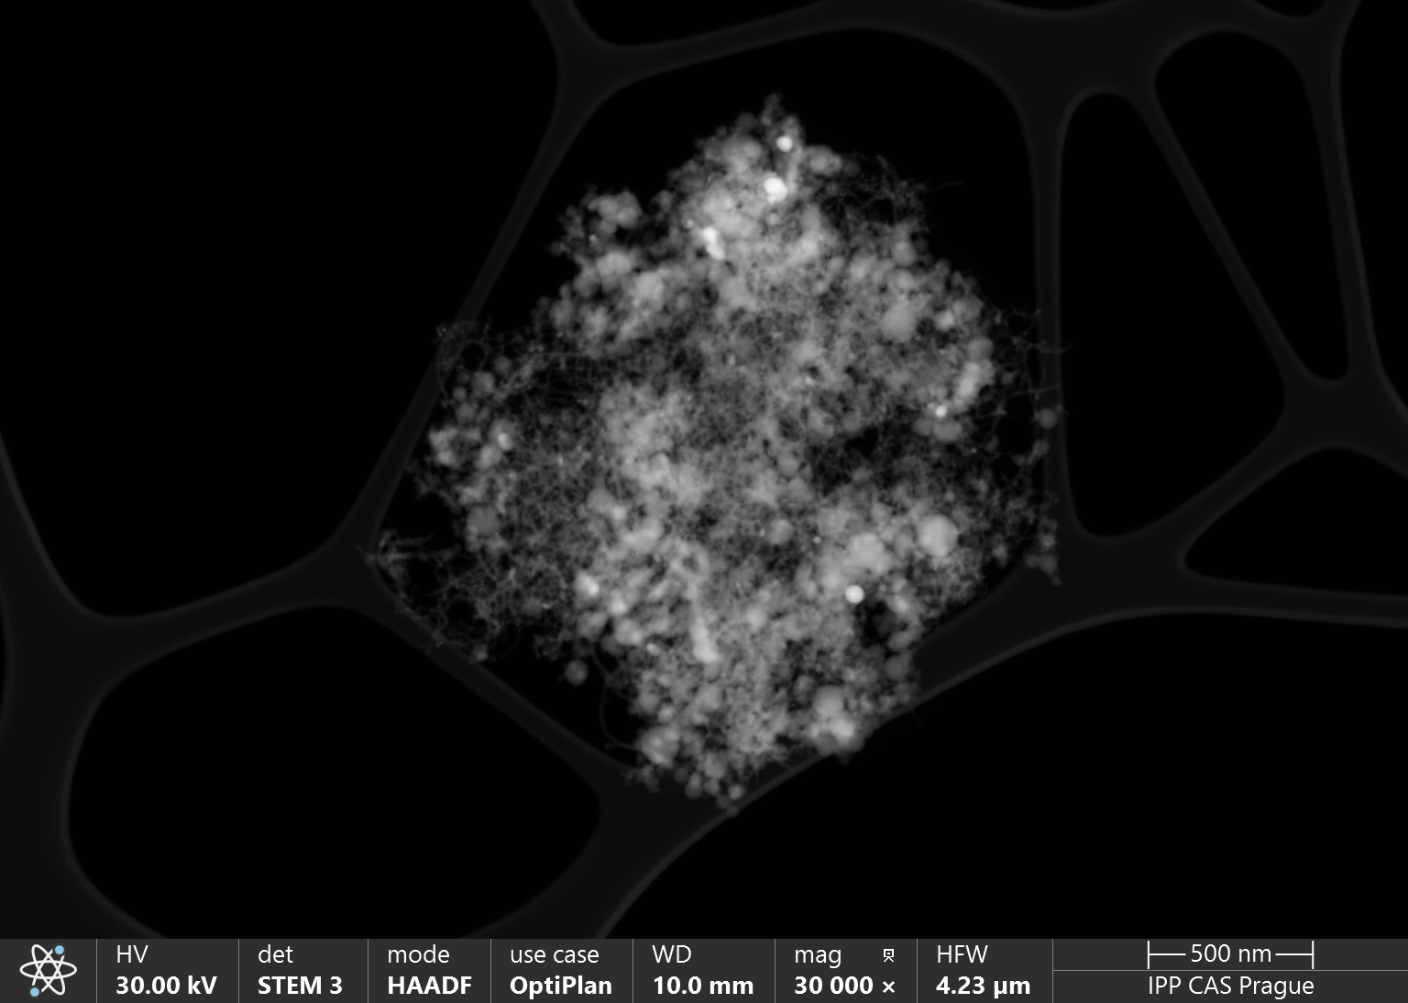 HV det mode use case WD mag HFW 500 nm
30.00 kV STEM 3 HAADF OptiPlan 10.0 mm 30 000 × 4.23 µm IPP CAS Prague